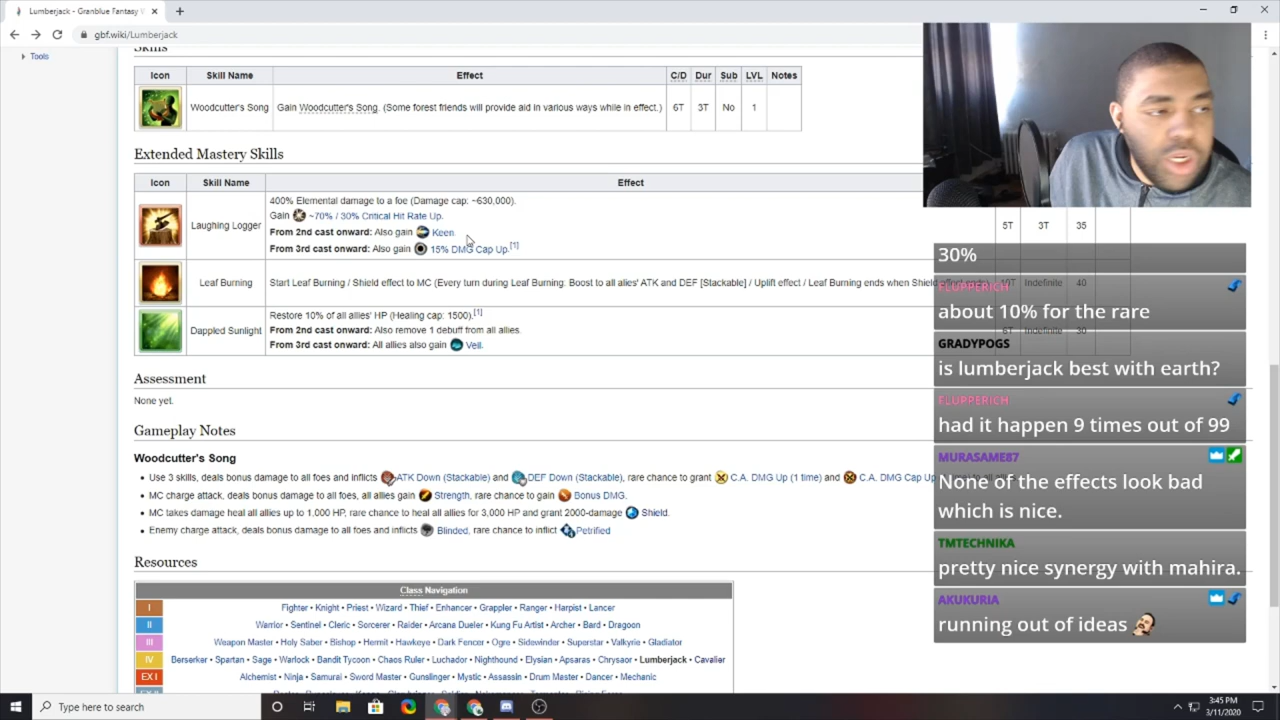 Lumberjack - Granblue Fantasy W
gbf.wiki/Lumberjack
Tools
Skills
Icon Skill Name Effect C/D Dur Sub LVL Notes
Woodcutter's Song Gain Woodcutter's Song. (Some forest friends will provide aid in various ways while in effect.) 6T 3T No 1
Extended Mastery Skills
Icon Skill Name Effect
400% Elemental damage to a foe (Damage cap: ~630,000).
Gain ~70% / 30% Critical Hit Rate Up.
Laughing Logger 5T 3T 35
From 2nd cast onward: Also gain Keen.
From 3rd cast onward: Also gain 15% DMG Cap Up.[1]
Leaf Burning Start Leaf Burning / Shield effect to MC (Every turn during Leaf Burning: Boost to all allies' ATK and DEF [Stackable] / Uplift effect / Leaf Burning ends when Shield Indefinite 40
Restore 10% of all allies' HP (Healing cap: 1500).[1]
Dappled Sunlight From 2nd cast onward: Also remove 1 debuff from all allies. 6T Indefinite 30
From 3rd cast onward: All allies also gain Veil.
Assessment
None yet.
Gameplay Notes
Woodcutter's Song
• Use 3 skills, deals bonus damage to all foes and inflicts ATK Down (Stackable) and DEF Down (Stackable), rare chance to grant C.A. DMG Up (1 time) and C.A. DMG Cap Up
• MC charge attack, deals bonus damage to all foes, all allies gain Strength, rare chance to gain Bonus DMG.
• MC takes damage heal all allies up to 1,000 HP, rare chance to heal all allies for 3,000 HP and grant 2000-damage Shield.
• Enemy charge attack, deals bonus damage to all foes and inflicts Blinded, rare chance to inflict Petrified
Resources
Class Navigation
I Fighter • Knight • Priest • Wizard • Thief • Enhancer • Grappler • Ranger • Harpist • Lancer
II Warrior • Sentinel • Cleric • Sorcerer • Raider • Arcana Dueler • Kung Fu Artist • Archer • Bard • Dragoon
III Weapon Master • Holy Saber • Bishop • Hermit • Hawkeye • Dark Fencer • Ogre • Sidewinder • Superstar • Valkyrie • Gladiator
IV Berserker • Spartan • Sage • Warlock • Bandit Tycoon • Chaos Ruler • Luchador • Nighthound • Elysian • Apsaras • Chrysaor • Lumberjack • Cavalier
EX I Alchemist • Ninja • Samurai • Sword Master • Gunslinger • Mystic • Assassin • Drum Master • Dancer • Mechanic
30%
FLUPPERICH
about 10% for the rare
GRADYPOGS
is lumberjack best with earth?
FLUPPERICH
had it happen 9 times out of 99
MURASAME87
None of the effects look bad
which is nice.
TMTECHNIKA
pretty nice synergy with mahira.
AKUKURIA
running out of ideas
Type here to search
3:45 PM
3/11/2020